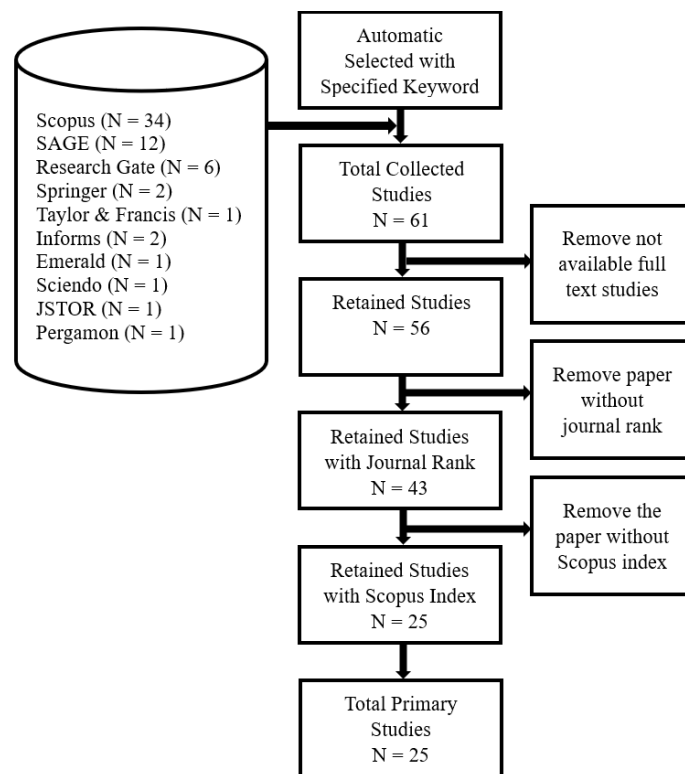 Automatic
Selected with
Specified Keyword
Scopus (N = 34)
SAGE (N = 12)
Research Gate (N = 6)
Springer (N = 2)
Taylor & Francis (N = 1)
Informs (N = 2)
Emerald (N = 1)
Sciendo (N = 1)
JSTOR (N = 1)
Pergamon (N = 1)
Total Collected
Studies
N = 61
Remove not
available full
text studies
Retained Studies
N = 56
Remove paper
without
journal rank
Retained Studies
with Journal Rank
N = 43
Remove the
paper without
Scopus index
Retained Studies
with Scopus Index
N = 25
Total Primary
Studies
N = 25